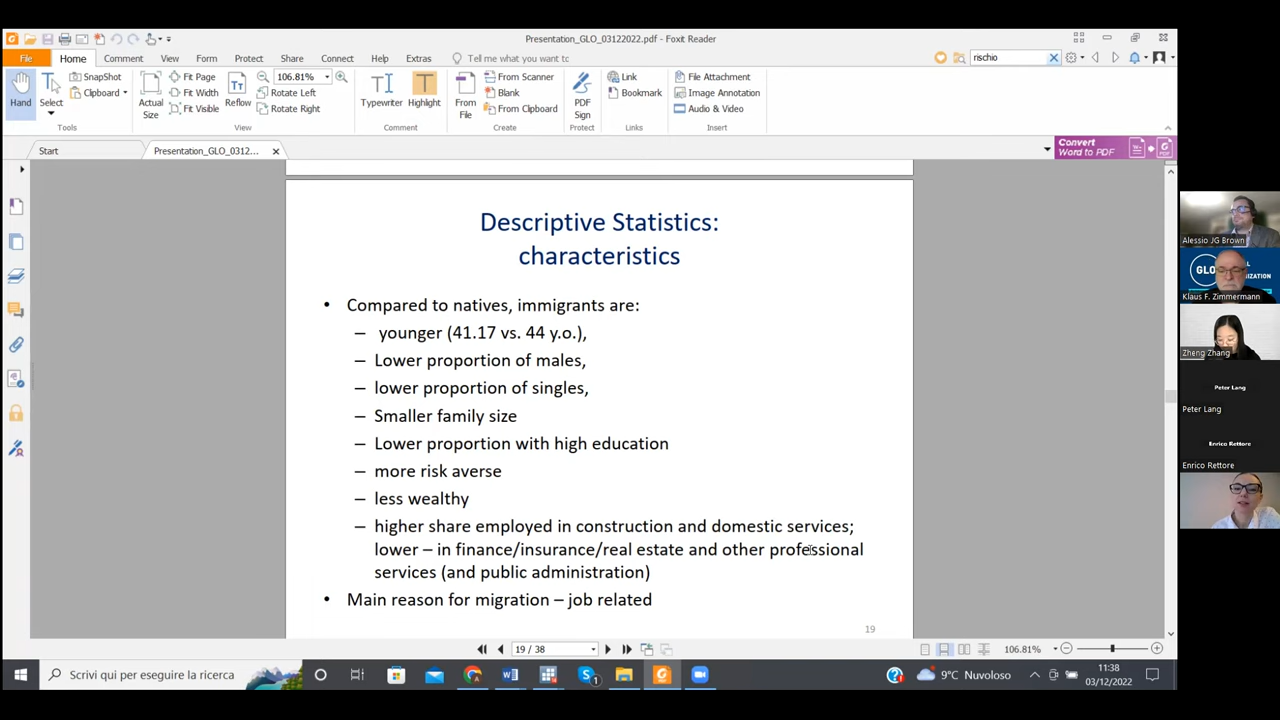 Presentation_GLO_03122022.pdf - Foxit Reader
File Home Comment View Form Protect Share Connect Help Extras Tell me what you want to do
rischio
Hand
Select
SnapShot
Clipboard
Tools
Actual Size
Fit Page
Fit Width
Fit Visible
Reflow
106.81%
Rotate Left
Rotate Right
View
Typewriter
Highlight
Comment
From File
From Scanner
Blank
From Clipboard
Create
PDF Sign
Protect
Link
Bookmark
Links
File Attachment
Image Annotation
Audio & Video
Insert
Start
Presentation_GLO_0312...
Convert
Word to PDF
Descriptive Statistics:
characteristics
• Compared to natives, immigrants are:
– younger (41.17 vs. 44 y.o.),
– Lower proportion of males,
– lower proportion of singles,
– Smaller family size
– Lower proportion with high education
– more risk averse
– less wealthy
– higher share employed in construction and domestic services;
lower – in finance/insurance/real estate and other professional
services (and public administration)
• Main reason for migration – job related
19
19 / 38
106.81%
Scrivi qui per eseguire la ricerca
9°C Nuvoloso
11:38
03/12/2022
Alessio JG Brown
GLO
Klaus F. Zimmermann
Zheng Zhang
Peter Lang
Peter Lang
Enrico Rettore
Enrico Rettore